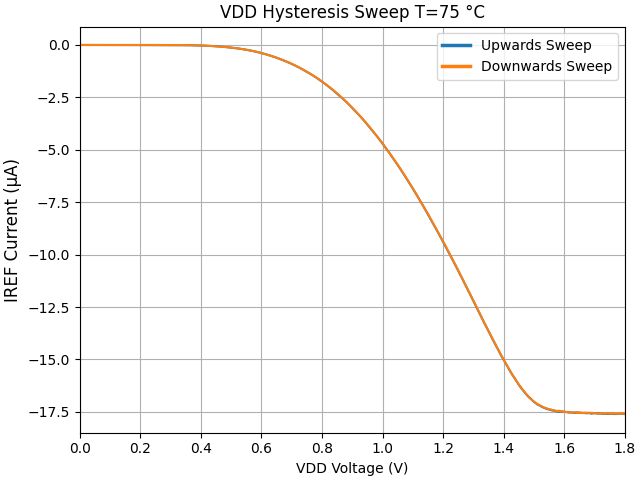 VDD Hysteresis Sweep T=75 °C
Upwards Sweep
Downwards Sweep
IREF Current (μA)
0.0
−2.5
−5.0
−7.5
−10.0
−12.5
−15.0
−17.5
0.0 0.2 0.4 0.6 0.8 1.0 1.2 1.4 1.6 1.8
VDD Voltage (V)